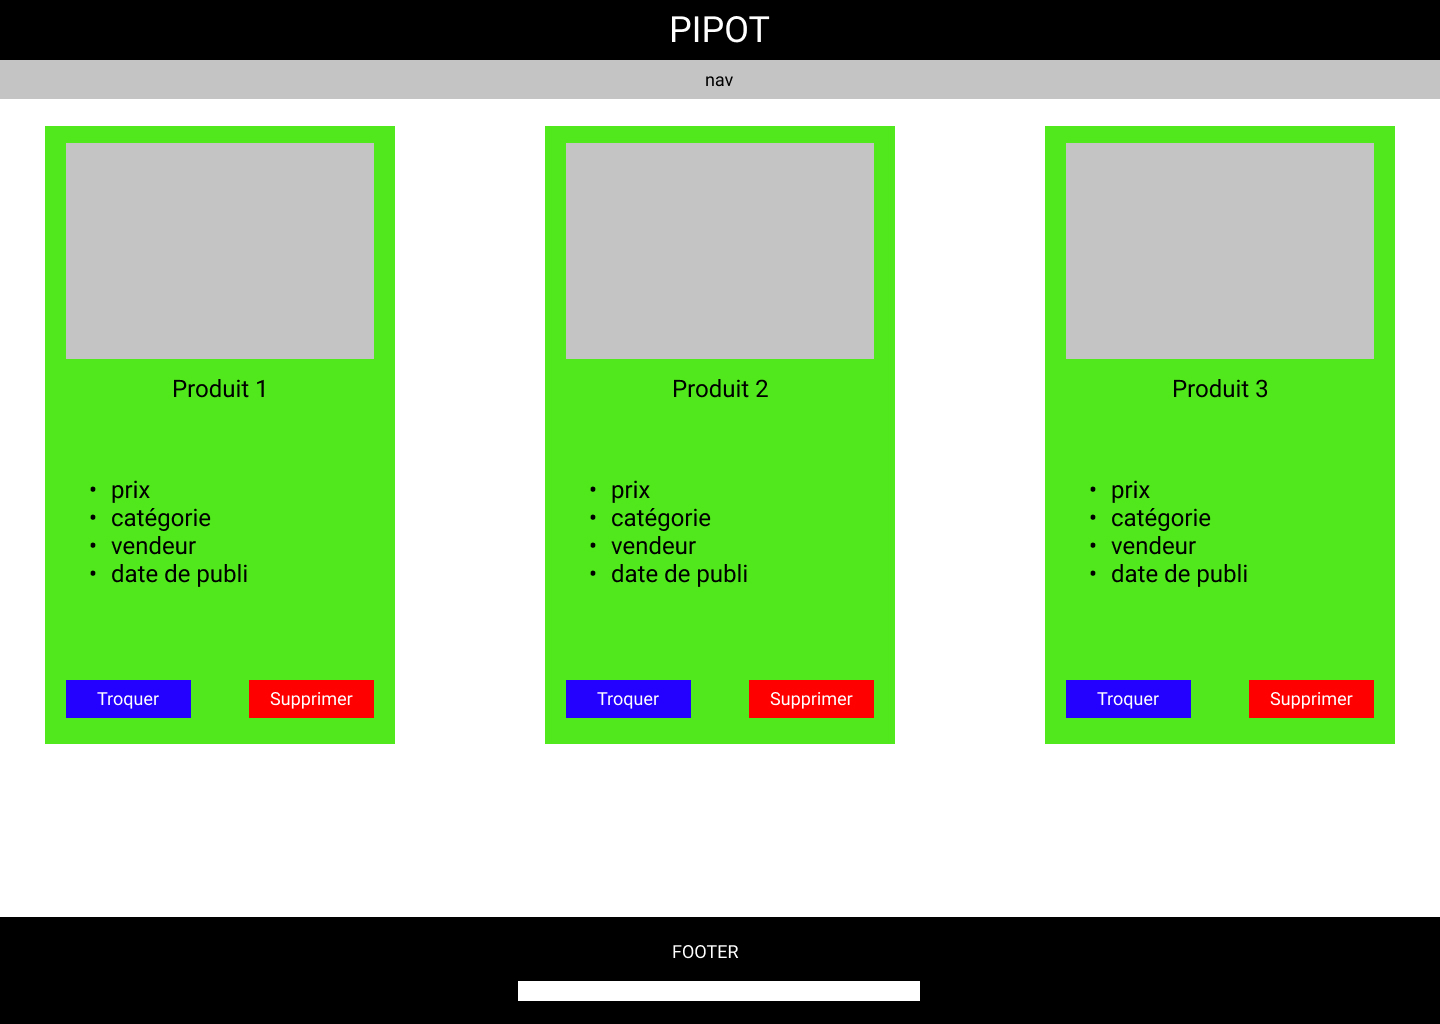 PIPOT
nav
Produit 1
• prix
• catégorie
• vendeur
• date de publi
Troquer
Supprimer
Produit 2
• prix
• catégorie
• vendeur
• date de publi
Troquer
Supprimer
Produit 3
• prix
• catégorie
• vendeur
• date de publi
Troquer
Supprimer
FOOTER